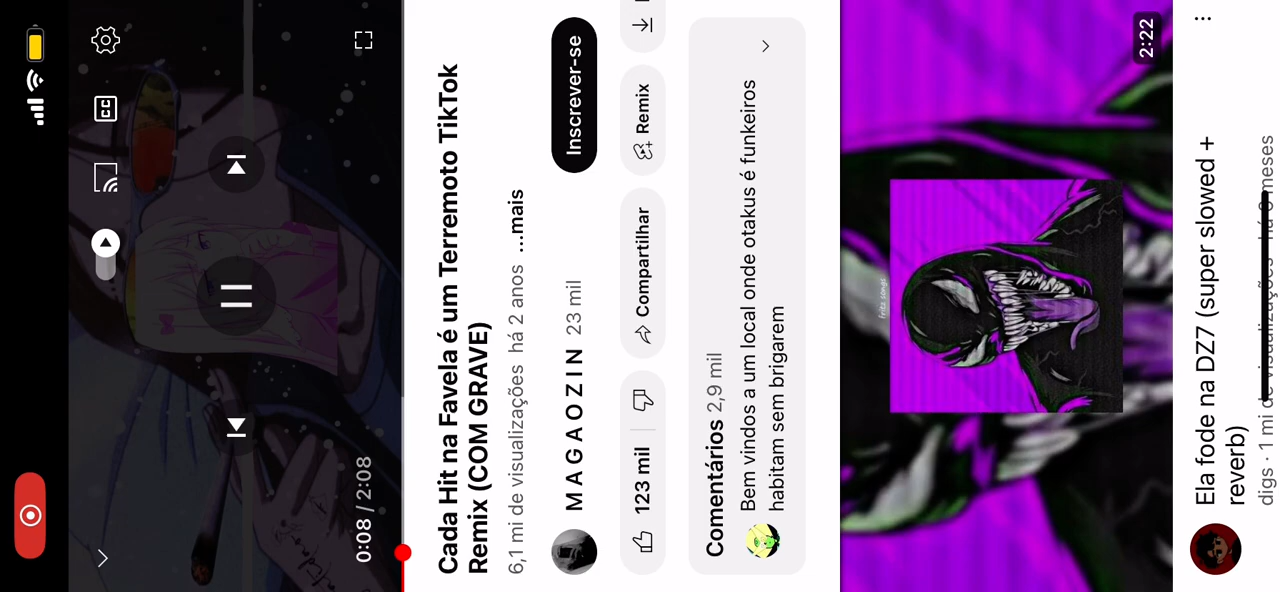 0:08 / 2:08
Cada Hit na Favela é um Terremoto TikTok
Remix (COM GRAVE)
6,1 mi de visualizações há 2 anos ...mais
M A G A O Z I N 23 mil
Inscrever-se
123 mil
Compartilhar
Remix
Comentários 2,9 mil
Bem vindos a um local onde otakus é funkeiros
habitam sem brigarem
fritz songs
2:22
Ela fode na DZ7 (super slowed +
reverb)
digs · 1 mi de visualizações · há meses